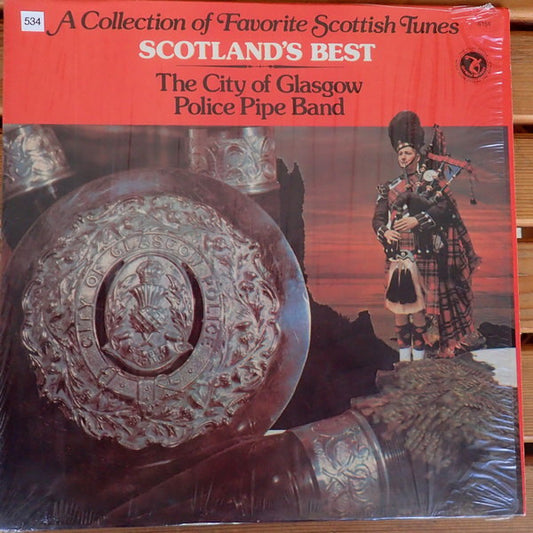 534
A Collection of Favorite Scottish Tunes
SCOTLAND'S BEST
The City of Glasgow
Police Pipe Band
CITY OF GLASGOW POLICE